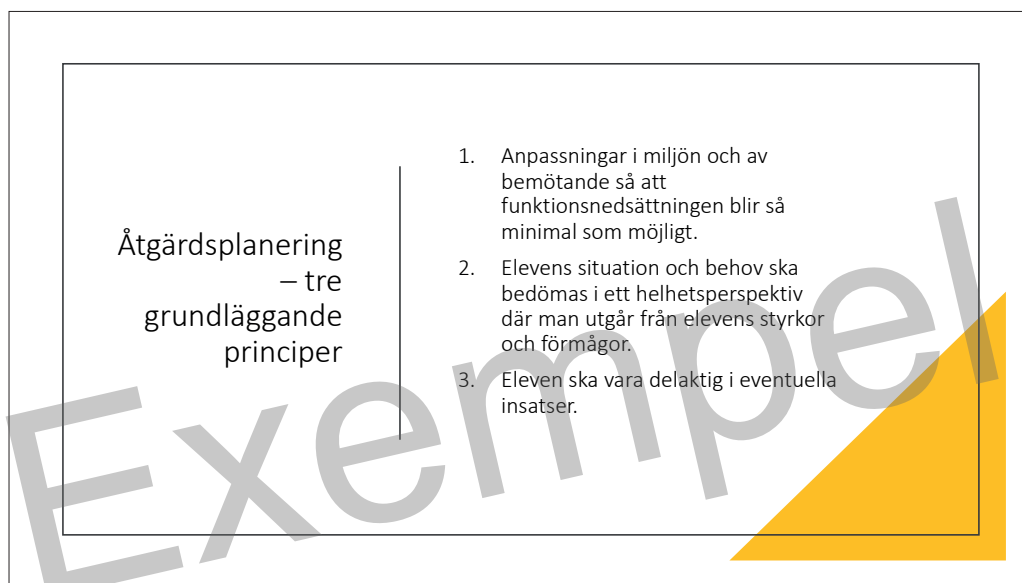 Åtgärdsplanering
– tre
grundläggande
principer
1. Anpassningar i miljön och av
bemötande så att
funktionsnedsättningen blir så
minimal som möjligt.
2. Elevens situation och behov ska
bedömas i ett helhetsperspektiv
där man utgår från elevens styrkor
och förmågor.
3. Eleven ska vara delaktig i eventuella
insatser.
Exempel